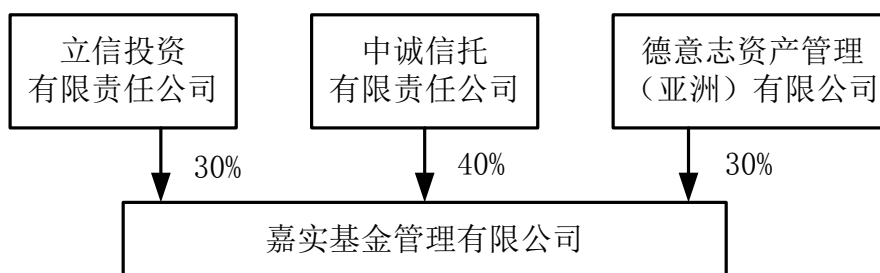 立信投资
有限责任公司
中诚信托
有限责任公司
德意志资产管理
（亚洲）有限公司
30%
40%
30%
嘉实基金管理有限公司